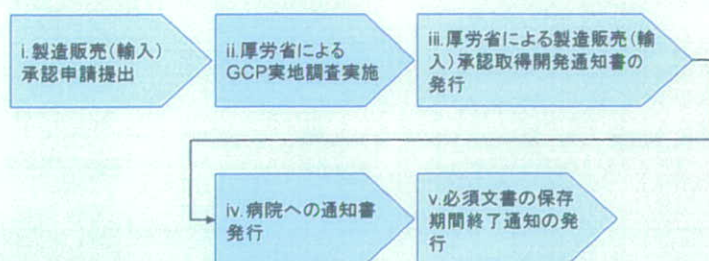 i.製造販売(輸入)
承認申請提出
ii.厚労省による
GCP実地調査実施
iii.厚労省による製造販売(輸
入)承認取得開発通知書の
発行
iv.病院への通知書
発行
v.必須文書の保存
期間終了通知の発
行